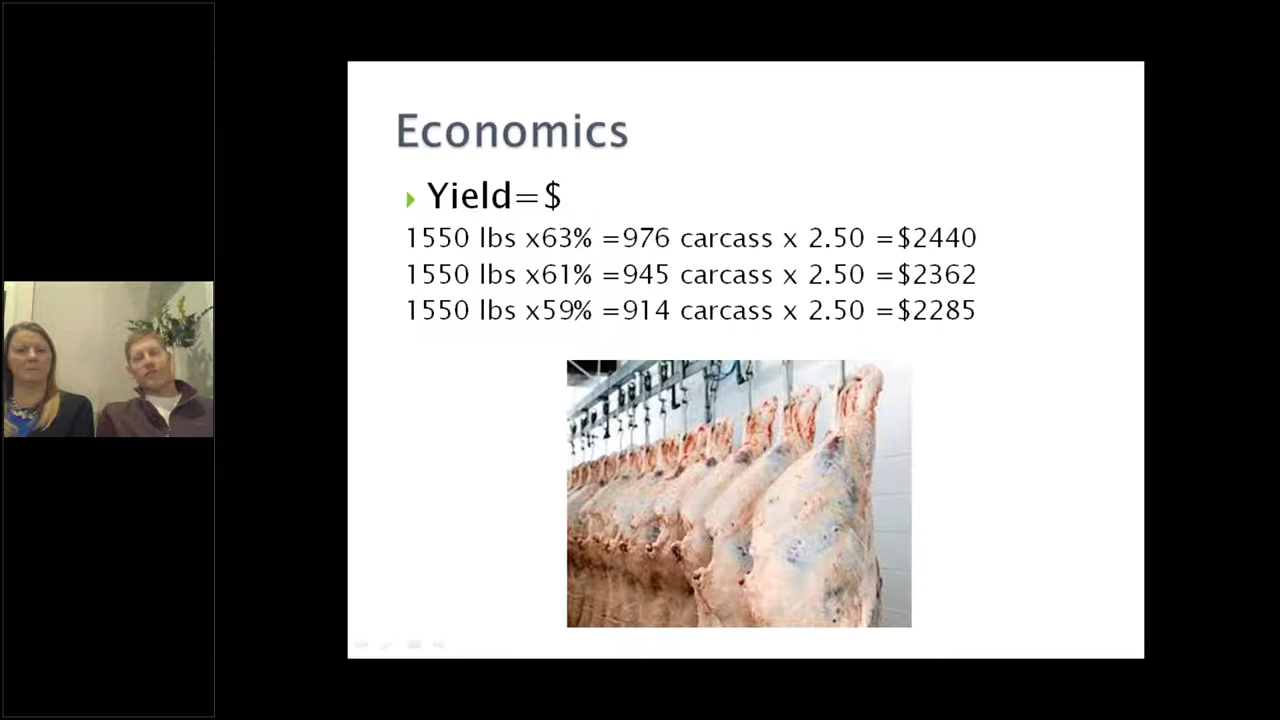 Economics
Yield=$
1550 lbs x63% =976 carcass x 2.50 =$2440
1550 lbs x61% =945 carcass x 2.50 =$2362
1550 lbs x59% =914 carcass x 2.50 =$2285